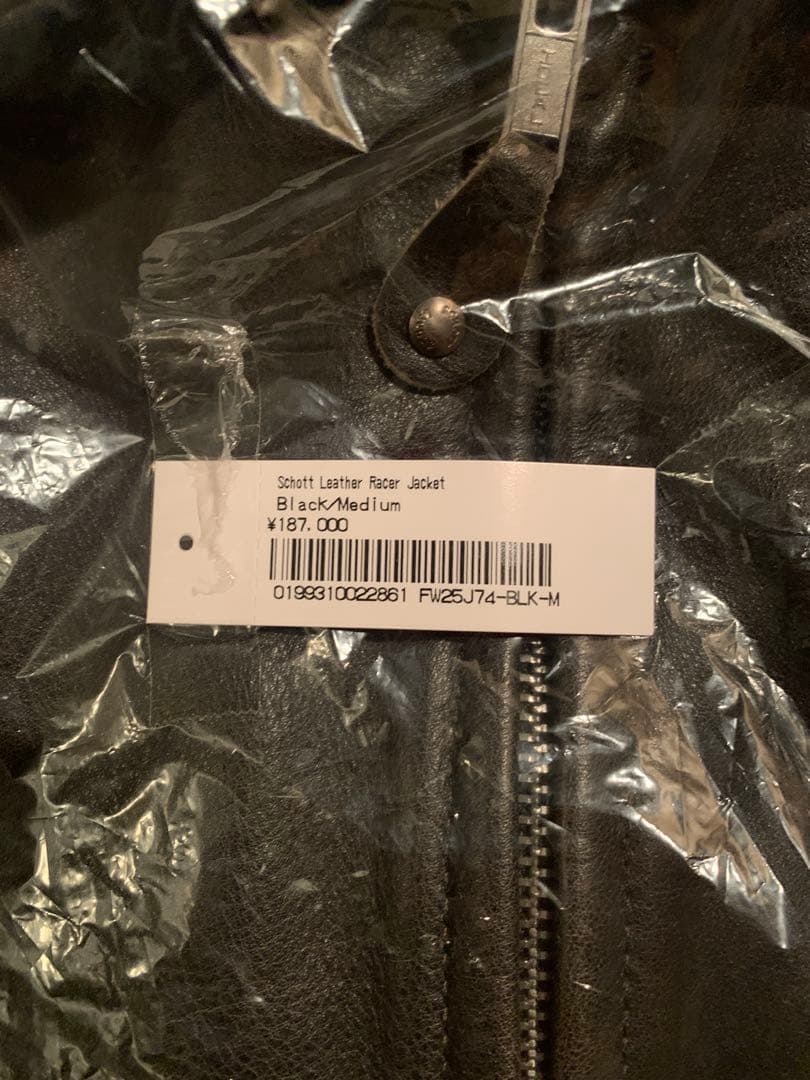 Schott Leather Racer Jacket
Black/Medium
¥187,000
0199310022861 FW25J74-BLK-M